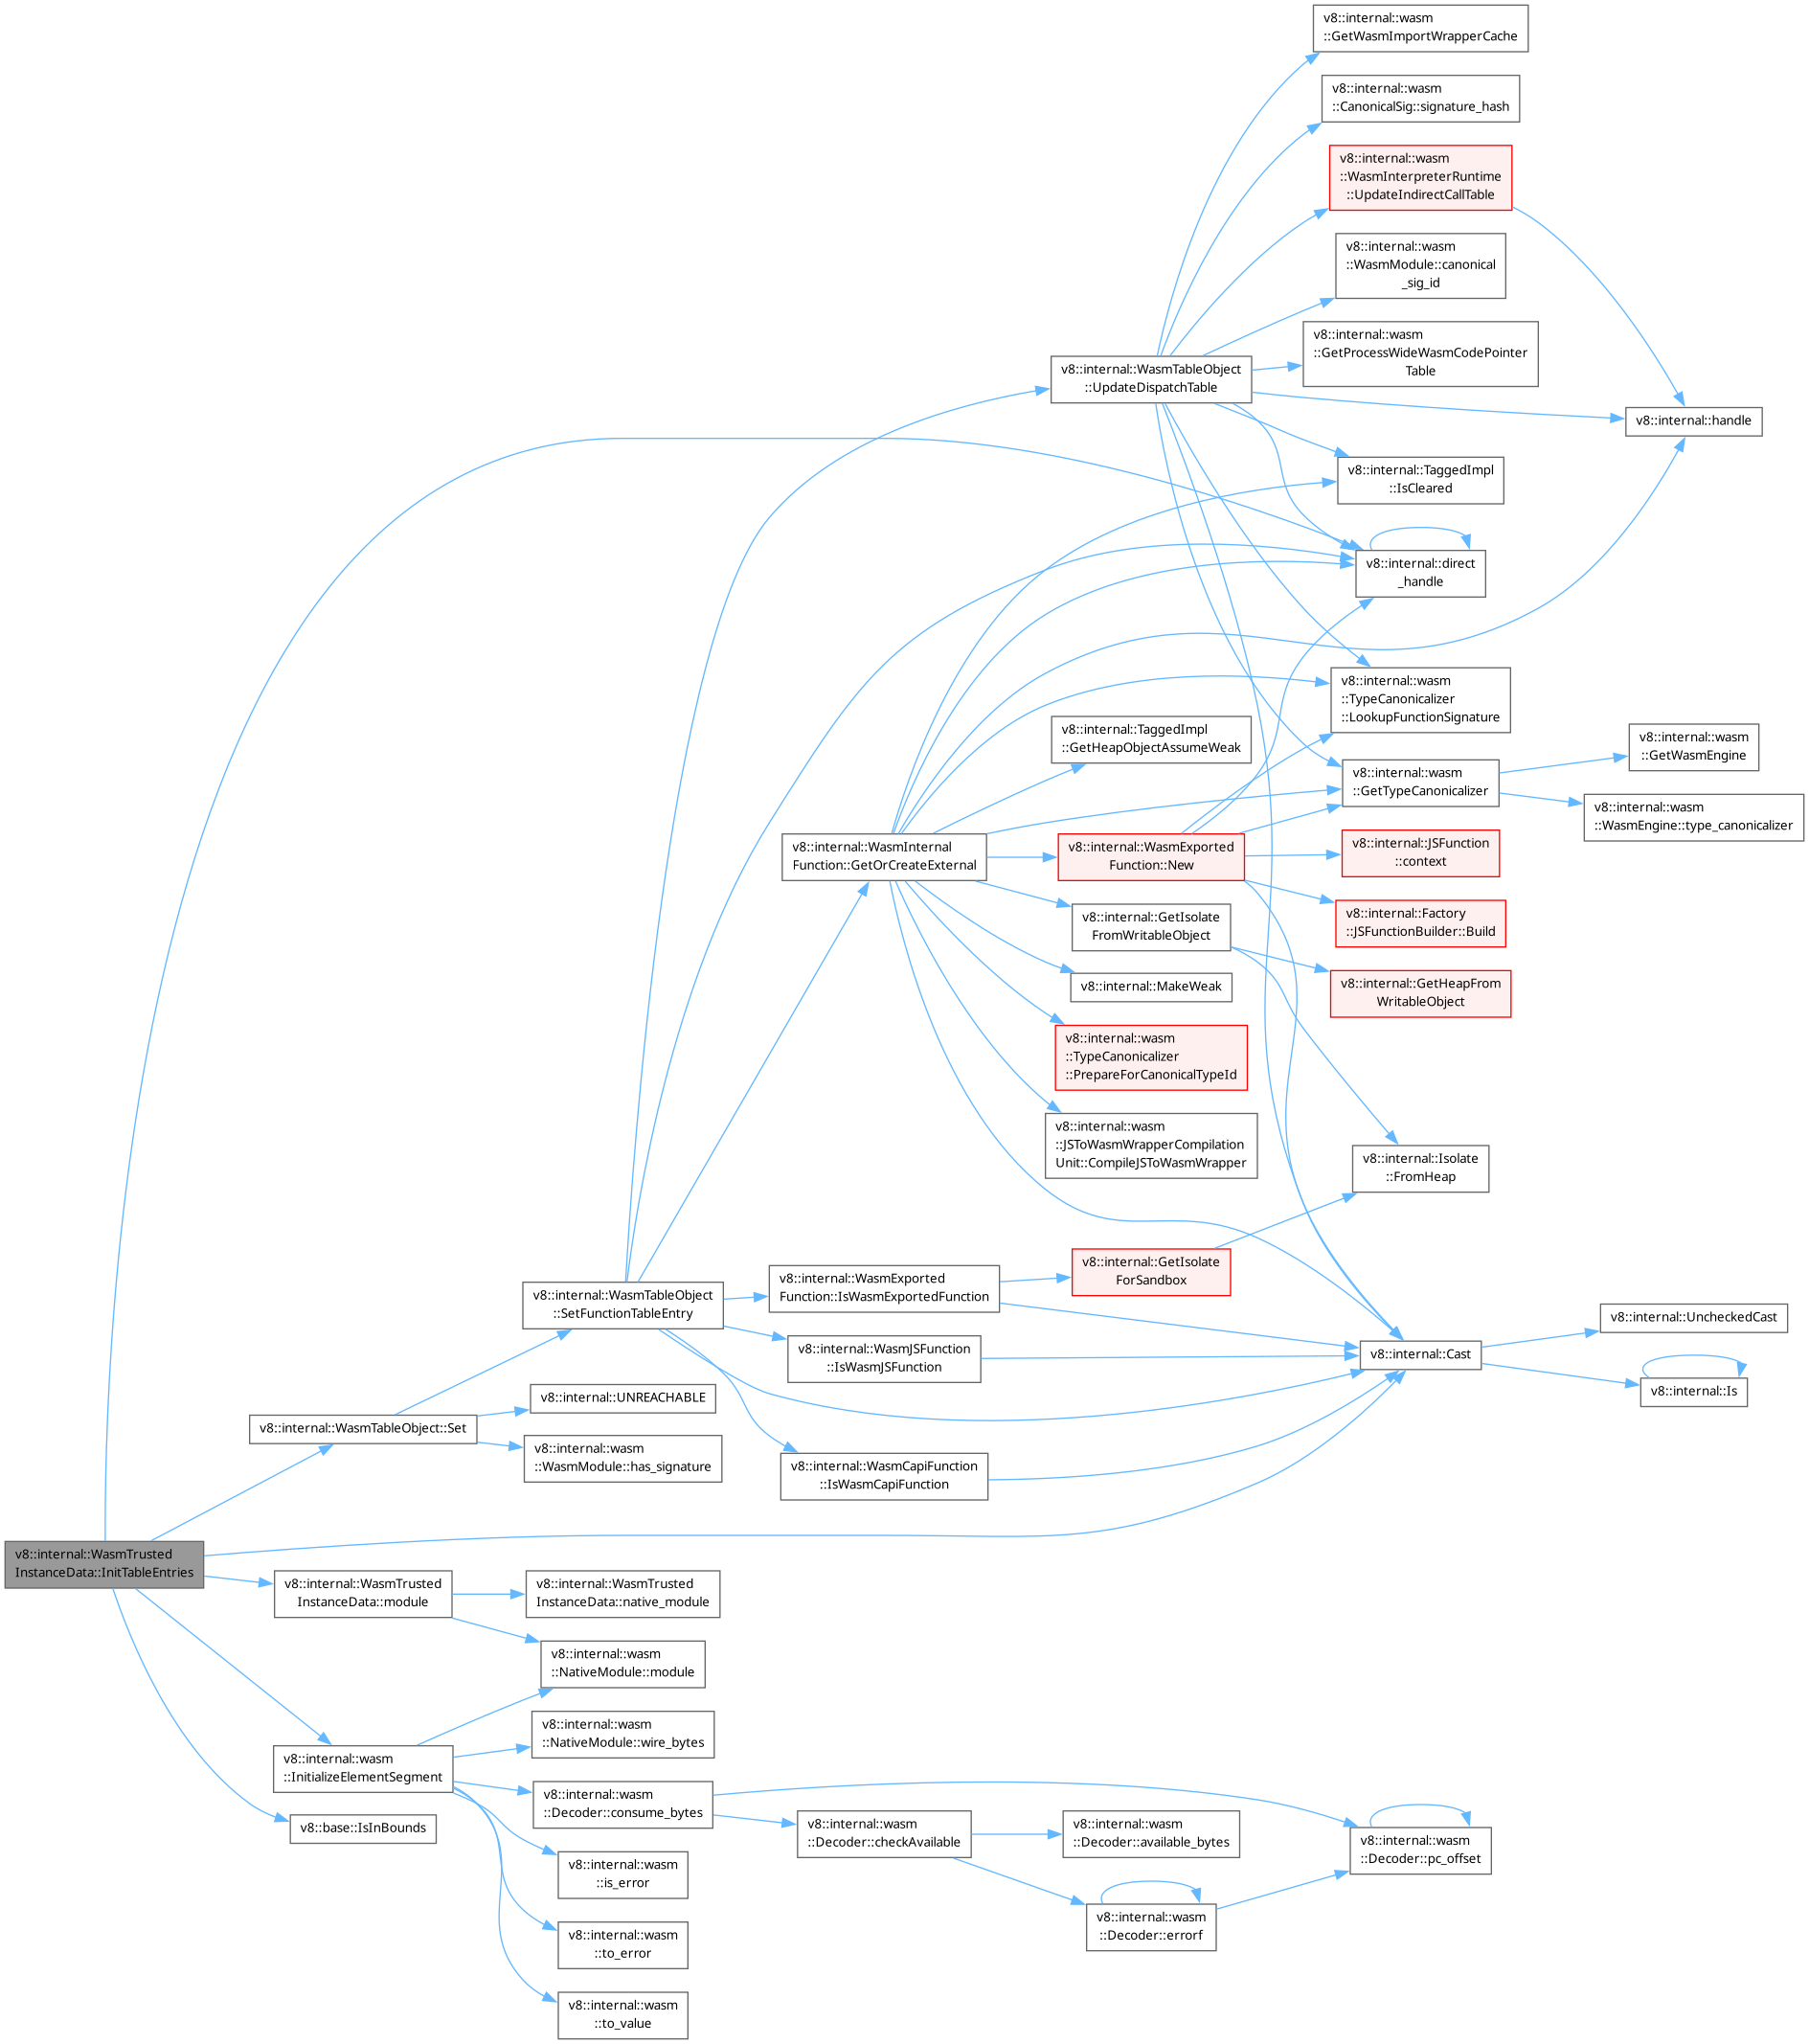 v8::internal::WasmTrusted
InstanceData::InitTableEntries
v8::internal::WasmTableObject::Set
v8::internal::WasmTrusted
InstanceData::module
v8::internal::wasm
::InitializeElementSegment
v8::base::IsInBounds
v8::internal::WasmTableObject
::SetFunctionTableEntry
v8::internal::UNREACHABLE
v8::internal::wasm
::WasmModule::has_signature
v8::internal::WasmTrusted
InstanceData::native_module
v8::internal::wasm
::NativeModule::module
v8::internal::wasm
::NativeModule::wire_bytes
v8::internal::wasm
::Decoder::consume_bytes
v8::internal::wasm
::is_error
v8::internal::wasm
::to_error
v8::internal::wasm
::to_value
v8::internal::WasmInternal
Function::GetOrCreateExternal
v8::internal::WasmExported
Function::IsWasmExportedFunction
v8::internal::WasmJSFunction
::IsWasmJSFunction
v8::internal::WasmCapiFunction
::IsWasmCapiFunction
v8::internal::wasm
::Decoder::checkAvailable
v8::internal::WasmTableObject
::UpdateDispatchTable
v8::internal::TaggedImpl
::GetHeapObjectAssumeWeak
v8::internal::WasmExported
Function::New
v8::internal::GetIsolate
FromWritableObject
v8::internal::MakeWeak
v8::internal::wasm
::TypeCanonicalizer
::PrepareForCanonicalTypeId
v8::internal::wasm
::JSToWasmWrapperCompilation
Unit::CompileJSToWasmWrapper
v8::internal::GetIsolate
ForSandbox
v8::internal::wasm
::Decoder::available_bytes
v8::internal::wasm
::Decoder::errorf
v8::internal::wasm
::GetWasmImportWrapperCache
v8::internal::wasm
::CanonicalSig::signature_hash
v8::internal::wasm
::WasmInterpreterRuntime
::UpdateIndirectCallTable
v8::internal::wasm
::WasmModule::canonical
_sig_id
v8::internal::wasm
::GetProcessWideWasmCodePointer
Table
v8::internal::TaggedImpl
::IsCleared
v8::internal::direct
_handle
v8::internal::wasm
::TypeCanonicalizer
::LookupFunctionSignature
v8::internal::wasm
::GetTypeCanonicalizer
v8::internal::JSFunction
::context
v8::internal::Factory
::JSFunctionBuilder::Build
v8::internal::GetHeapFrom
WritableObject
v8::internal::Isolate
::FromHeap
v8::internal::Cast
v8::internal::wasm
::Decoder::pc_offset
v8::internal::handle
v8::internal::wasm
::GetWasmEngine
v8::internal::wasm
::WasmEngine::type_canonicalizer
v8::internal::UncheckedCast
v8::internal::Is